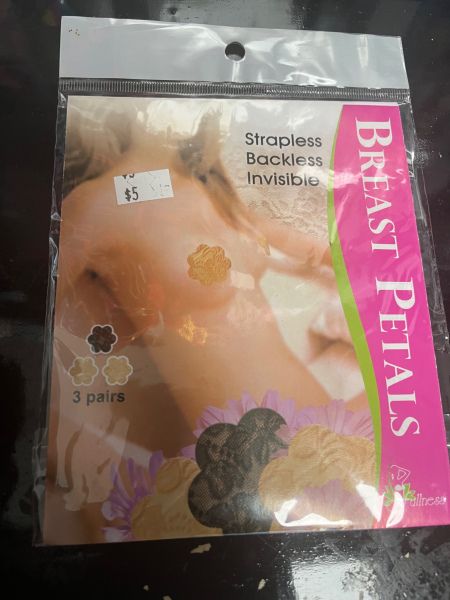 $5
Strapless
Backless
Invisible
BREAST PETALS
3 pairs